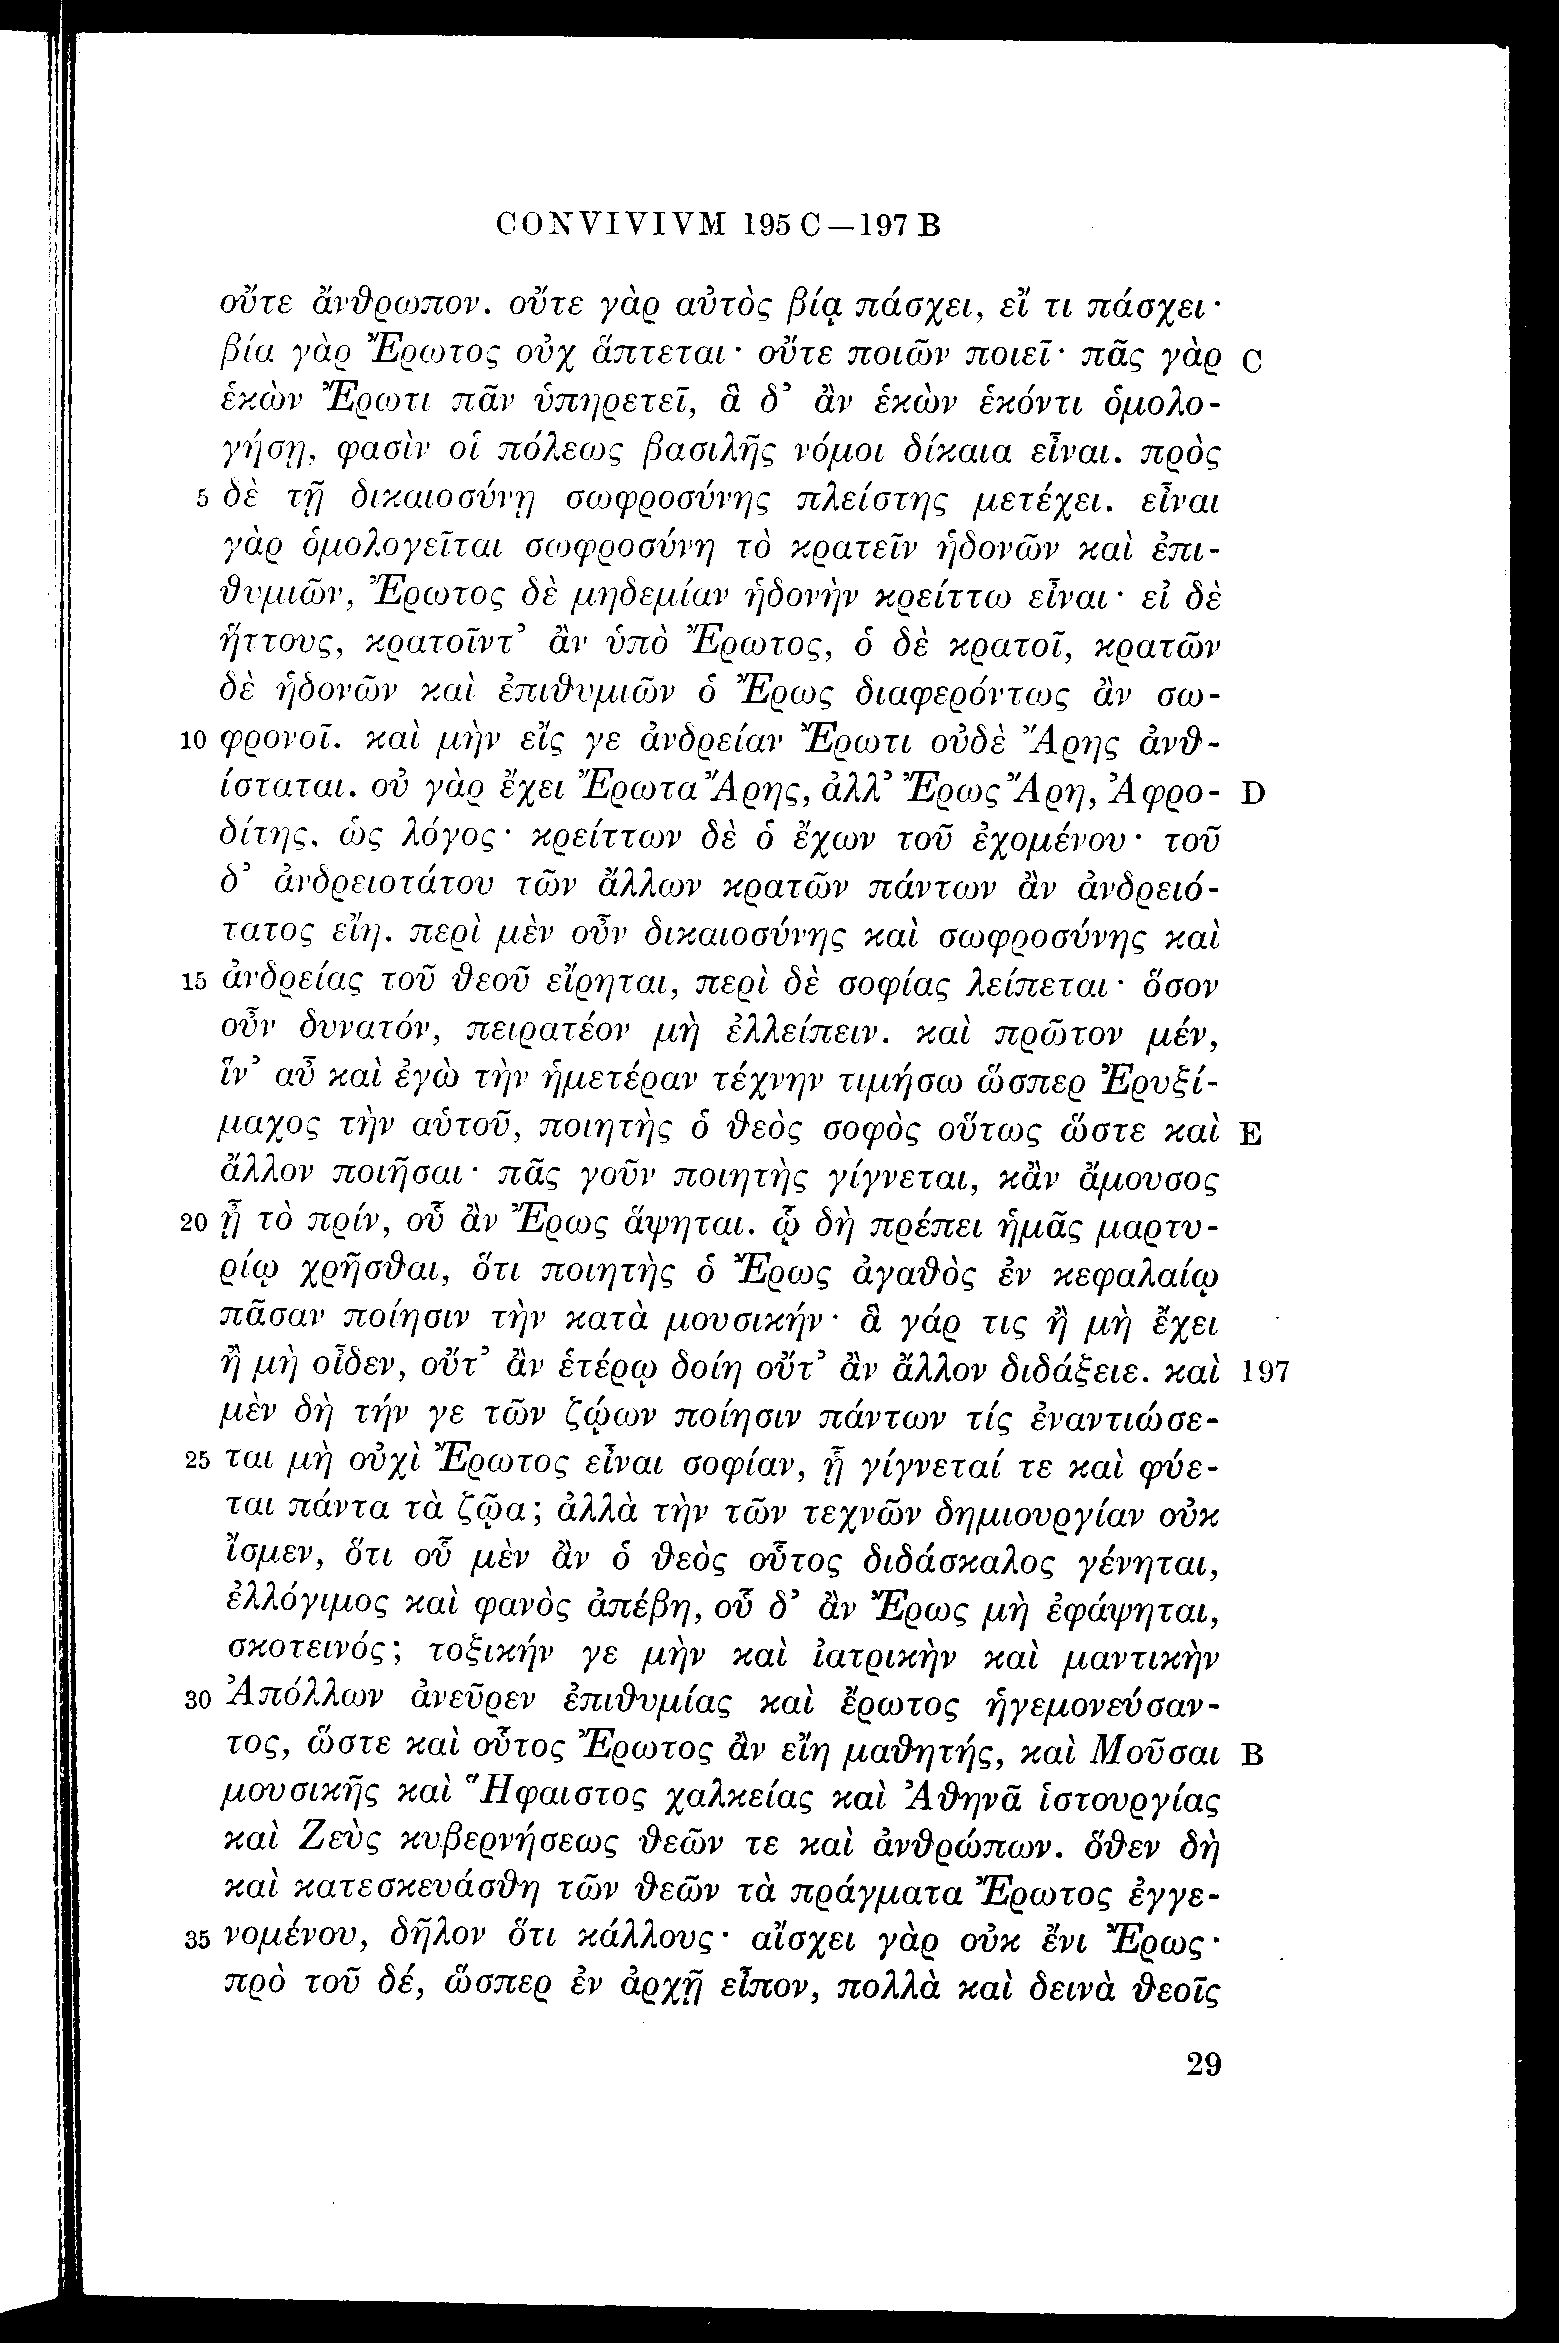 CONVIVIVM 195 C—197 B
οὔτε ἄνθρωπον. οὔτε γὰρ αὐτὸς βίᾳ πάσχει, εἴ τι πάσχει·
βία γὰρ Ἔρωτος οὐχ ἅπτεται· οὔτε ποιῶν ποιεῖ· πᾶς γὰρ C
ἑκὼν Ἔρωτι πᾶν ὑπηρετεῖ, ἃ δ’ ἂν ἑκὼν ἑκόντι ὁμολο-
γήσῃ, φασὶν οἱ πόλεως βασιλῆς νόμοι δίκαια εἶναι. πρὸς
5 δὲ τῇ δικαιοσύνῃ σωφροσύνης πλείστης μετέχει. εἶναι
γὰρ ὁμολογεῖται σωφροσύνη τὸ κρατεῖν ἡδονῶν καὶ ἐπι-
θυμιῶν, Ἔρωτος δὲ μηδεμίαν ἡδονὴν κρείττω εἶναι· εἰ δὲ
ἥττους, κρατοῖντ’ ἂν ὑπὸ Ἔρωτος, ὁ δὲ κρατοῖ, κρατῶν
δὲ ἡδονῶν καὶ ἐπιθυμιῶν ὁ Ἔρως διαφερόντως ἂν σω-
10 φρονοῖ. καὶ μὴν εἴς γε ἀνδρείαν Ἔρωτι οὐδὲ Ἄρης ἀνθ-
ίσταται. οὐ γὰρ ἔχει Ἔρωτα Ἄρης, ἀλλ’ Ἔρως Ἄρη, Ἀφρο- D
δίτης, ὡς λόγος· κρείττων δὲ ὁ ἔχων τοῦ ἐχομένου· τοῦ
δ’ ἀνδρειοτάτου τῶν ἄλλων κρατῶν πάντων ἂν ἀνδρειό-
τατος εἴη. περὶ μὲν οὖν δικαιοσύνης καὶ σωφροσύνης καὶ
15 ἀνδρείας τοῦ θεοῦ εἴρηται, περὶ δὲ σοφίας λείπεται· ὅσον
οὖν δυνατόν, πειρατέον μὴ ἐλλείπειν. καὶ πρῶτον μέν,
ἵν’ αὖ καὶ ἐγὼ τὴν ἡμετέραν τέχνην τιμήσω ὥσπερ Ἐρυξί-
μαχος τὴν αὑτοῦ, ποιητὴς ὁ θεὸς σοφὸς οὕτως ὥστε καὶ E
ἄλλον ποιῆσαι· πᾶς γοῦν ποιητὴς γίγνεται, κἂν ἄμουσος
20 ᾖ τὸ πρίν, οὗ ἂν Ἔρως ἅψηται. ᾧ δὴ πρέπει ἡμᾶς μαρτυ-
ρίῳ χρῆσθαι, ὅτι ποιητὴς ὁ Ἔρως ἀγαθὸς ἐν κεφαλαίῳ
πᾶσαν ποίησιν τὴν κατὰ μουσικήν· ἃ γάρ τις ἢ μὴ ἔχει
ἢ μὴ οἶδεν, οὔτ’ ἂν ἑτέρῳ δοίη οὔτ’ ἂν ἄλλον διδάξειε. καὶ 197
μὲν δὴ τήν γε τῶν ζῴων ποίησιν πάντων τίς ἐναντιώσε-
25 ται μὴ οὐχὶ Ἔρωτος εἶναι σοφίαν, ᾗ γίγνεταί τε καὶ φύε-
ται πάντα τὰ ζῷα; ἀλλὰ τὴν τῶν τεχνῶν δημιουργίαν οὐκ
ἴσμεν, ὅτι οὗ μὲν ἂν ὁ θεὸς οὗτος διδάσκαλος γένηται,
ἐλλόγιμος καὶ φανὸς ἀπέβη, οὗ δ’ ἂν Ἔρως μὴ ἐφάψηται,
σκοτεινός; τοξικήν γε μὴν καὶ ἰατρικὴν καὶ μαντικὴν
30 Ἀπόλλων ἀνεῦρεν ἐπιθυμίας καὶ ἔρωτος ἡγεμονεύσαν-
τος, ὥστε καὶ οὗτος Ἔρωτος ἂν εἴη μαθητής, καὶ Μοῦσαι B
μουσικῆς καὶ Ἥφαιστος χαλκείας καὶ Ἀθηνᾶ ἱστουργίας
καὶ Ζεὺς κυβερνήσεως θεῶν τε καὶ ἀνθρώπων. ὅθεν δὴ
καὶ κατεσκευάσθη τῶν θεῶν τὰ πράγματα Ἔρωτος ἐγγε-
35 νομένου, δῆλον ὅτι κάλλους· αἴσχει γὰρ οὐκ ἔνι Ἔρως·
πρὸ τοῦ δέ, ὥσπερ ἐν ἀρχῇ εἶπον, πολλὰ καὶ δεινὰ θεοῖς
29